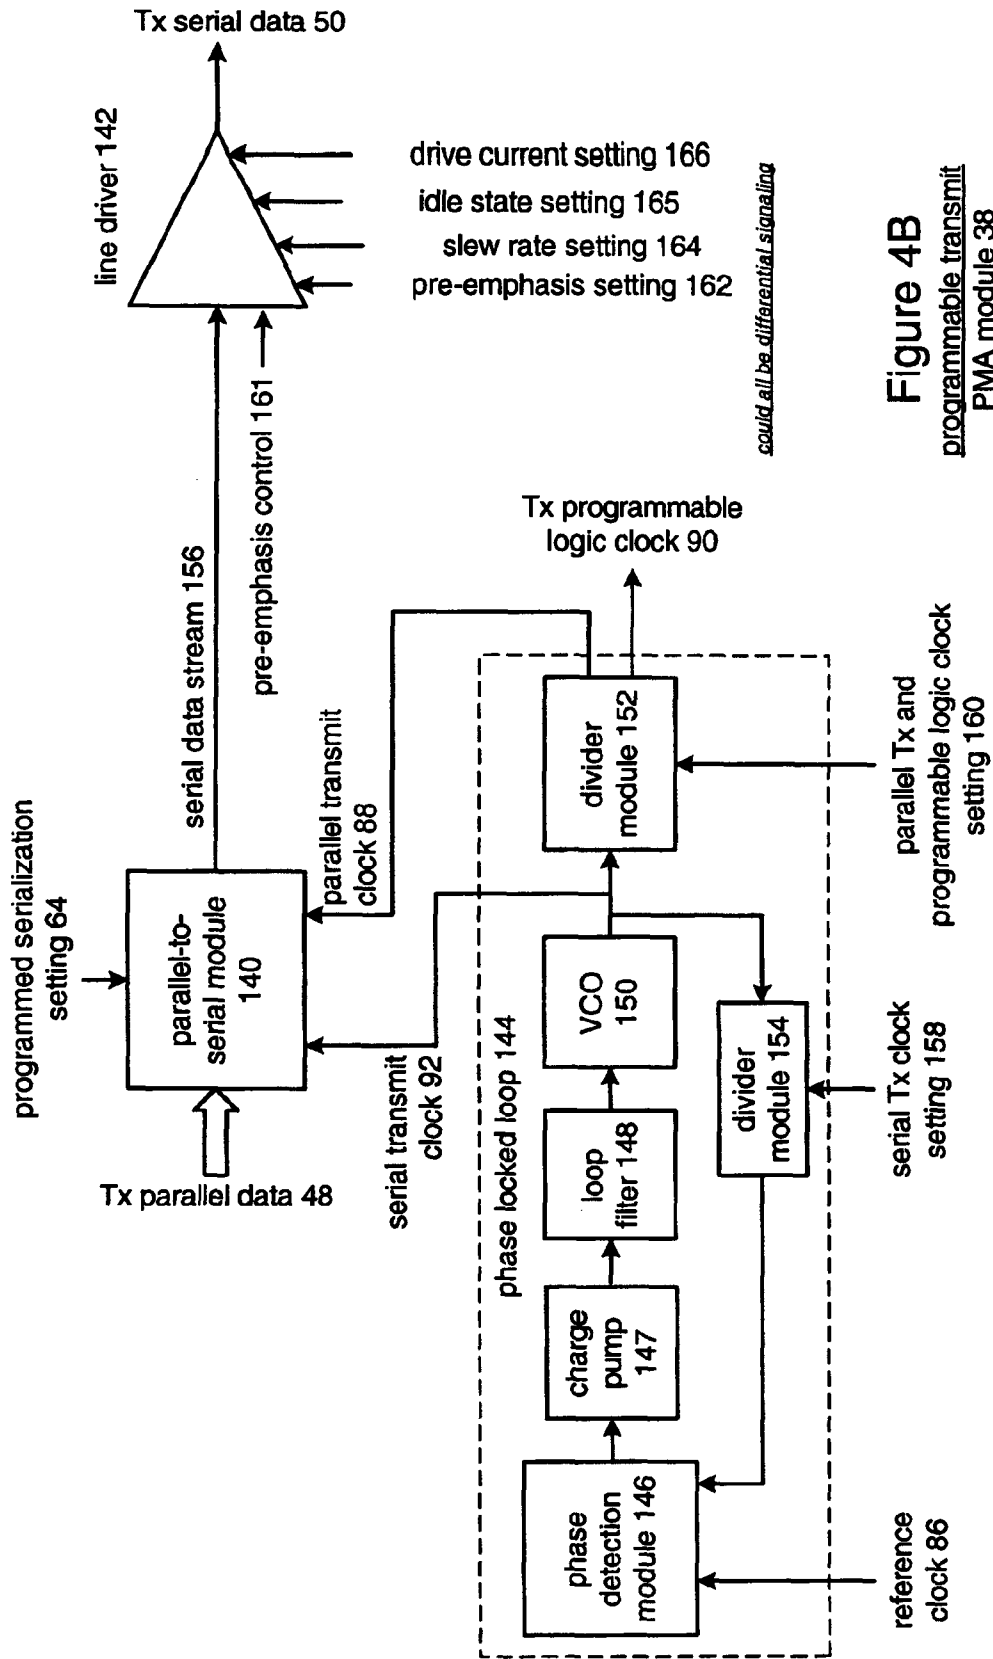 Tx serial data 50
line driver 142
drive current setting 166
idle state setting 165
slew rate setting 164
pre-emphasis setting 162
pre-emphasis control 161
serial data stream 156
programmed serialization
setting 64
parallel-to-
serial module
140
Tx parallel data 48
parallel transmit
clock 88
serial transmit
clock 92
Tx programmable
logic clock 90
phase locked loop 144
phase
detection
module 146
charge
pump
147
loop
filter 148
VCO
150
divider
module 152
divider
module 154
reference
clock 86
serial Tx clock
setting 158
parallel Tx and
programmable logic clock
setting 160
could all be differential signaling
Figure 4B
programmable transmit
PMA module 38